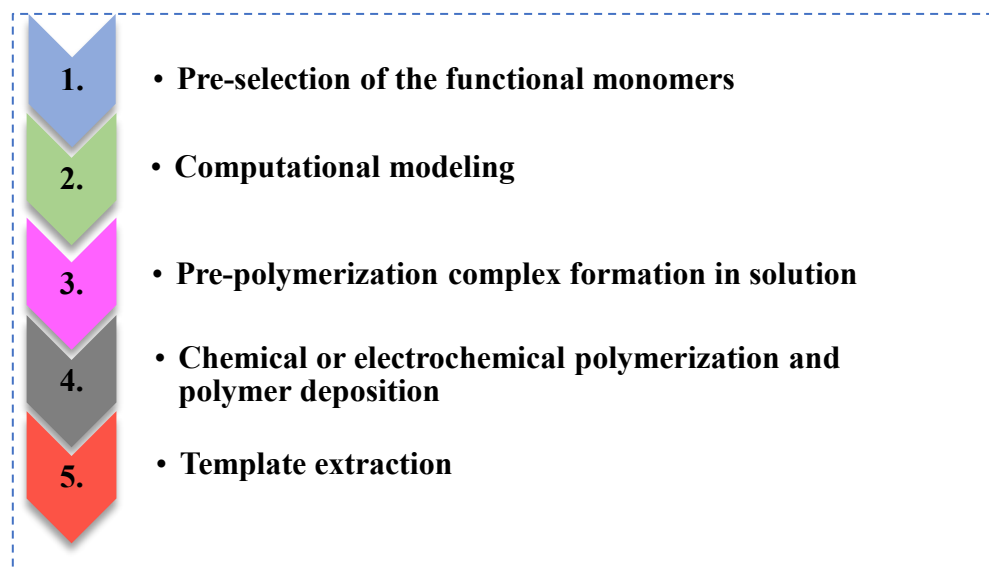 1.
• Pre-selection of the functional monomers
2.
• Computational modeling
3.
• Pre-polymerization complex formation in solution
4.
• Chemical or electrochemical polymerization and
polymer deposition
5.
• Template extraction